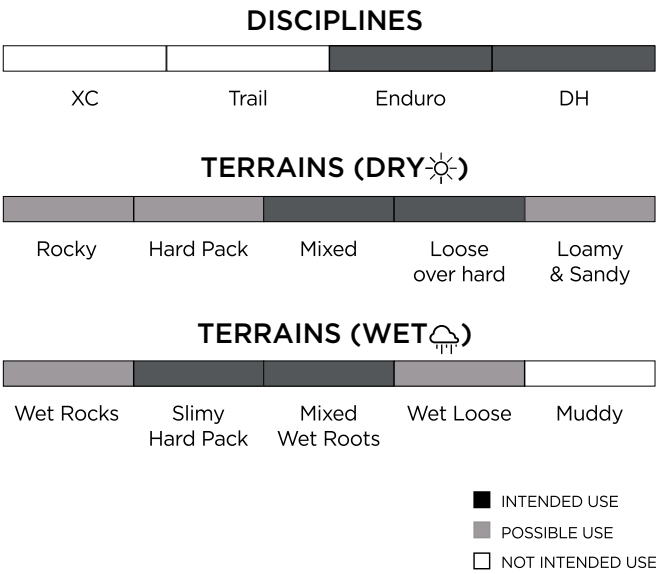 DISCIPLINES
XC Trail Enduro DH
TERRAINS (DRY)
Rocky Hard Pack Mixed Loose over hard Loamy & Sandy
TERRAINS (WET)
Wet Rocks Slimy Hard Pack Mixed Wet Roots Wet Loose Muddy
INTENDED USE
POSSIBLE USE
NOT INTENDED USE